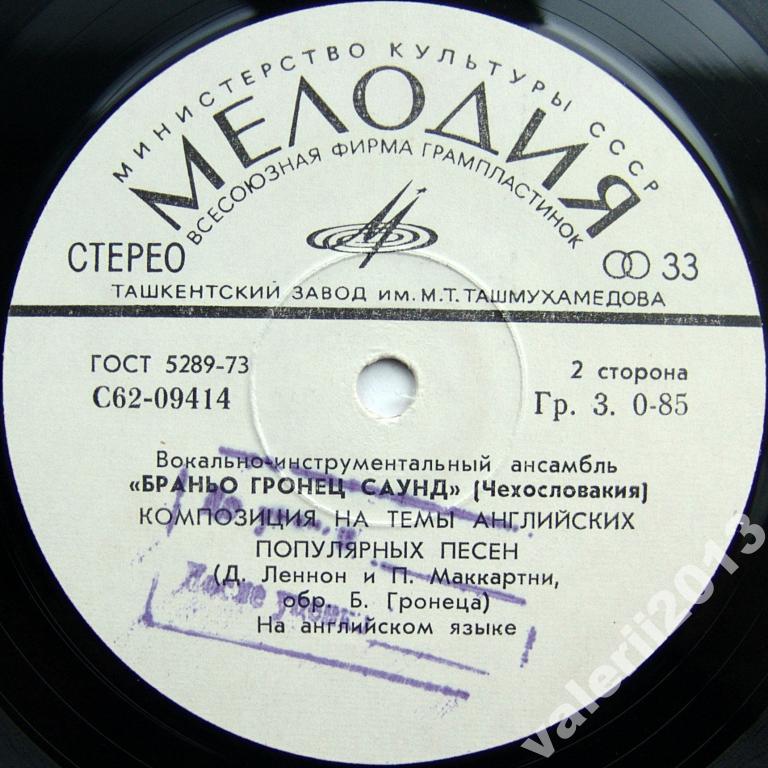 МИНИСТЕРСТВО КУЛЬТУРЫ СССР
МЕЛОДИЯ
ВСЕСОЮЗНАЯ ФИРМА ГРАМПЛАСТИНОК
СТЕРЕО 33
ТАШКЕНТСКИЙ ЗАВОД ИМ. М.Т. ТАШМУХАМЕДОВА
ГОСТ 5289-73 2 сторона
С62-09414 Гр. 3. 0-85
Вокально-инструментальный ансамбль
«БРАНЬО ГРОНЕЦ САУНД» (Чехословакия)
КОМПОЗИЦИЯ НА ТЕМЫ АНГЛИЙСКИХ
ПОПУЛЯРНЫХ ПЕСЕН
(Д. Леннон и П. Маккартни,
обр. Б. Гронеца)
На английском языке
valerii2013